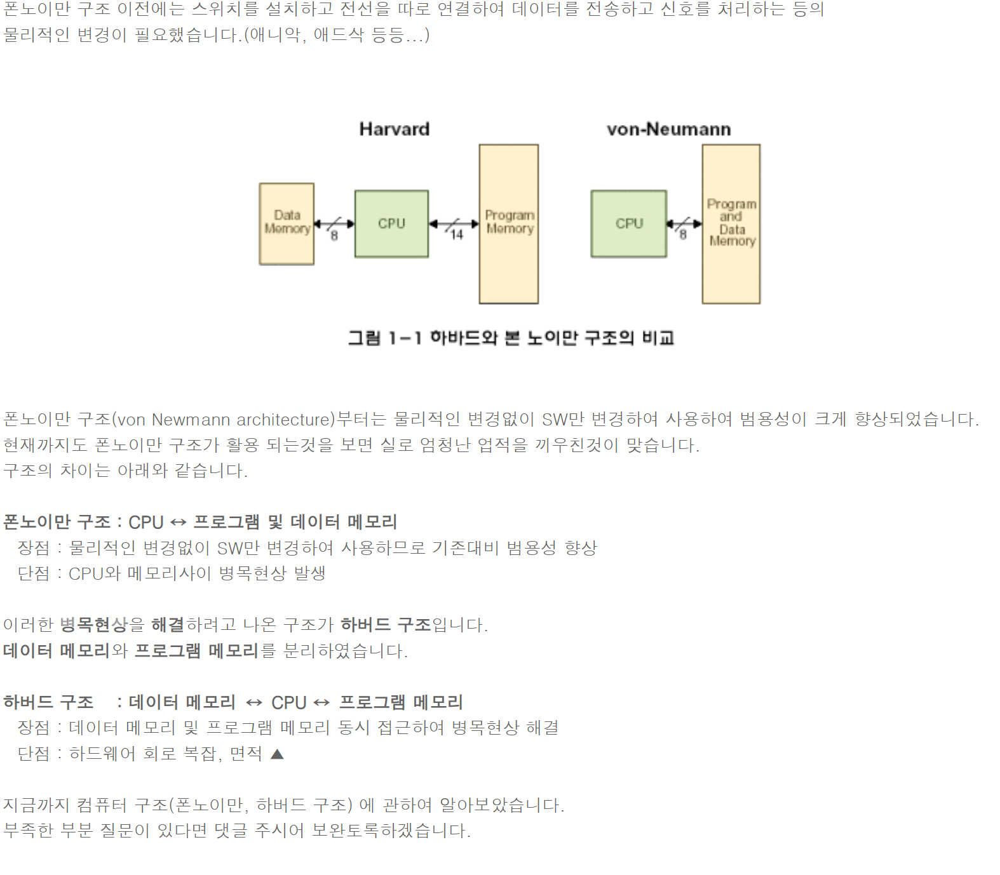 폰노이만 구조 이전에는 스위치를 설치하고 전선을 따로 연결하여 데이터를 전송하고 신호를 처리하는 등의
물리적인 변경이 필요했습니다.(애니악, 애드삭 등등...)
Harvard
von-Neumann
Data
Memory
8
CPU
14
Program
Memory
CPU
8
Program
and
Data
Memory
그림 1-1 하바드와 본 노이만 구조의 비교
폰노이만 구조(von Newmann architecture)부터는 물리적인 변경없이 SW만 변경하여 사용하여 범용성이 크게 향상되었습니다.
현재까지도 폰노이만 구조가 활용 되는것을 보면 실로 엄청난 업적을 끼우친것이 맞습니다.
구조의 차이는 아래와 같습니다.
폰노이만 구조 : CPU ↔ 프로그램 및 데이터 메모리
장점 : 물리적인 변경없이 SW만 변경하여 사용하므로 기존대비 범용성 향상
단점 : CPU와 메모리사이 병목현상 발생
이러한 병목현상을 해결하려고 나온 구조가 하버드 구조입니다.
데이터 메모리와 프로그램 메모리를 분리하였습니다.
하버드 구조 : 데이터 메모리 ↔ CPU ↔ 프로그램 메모리
장점 : 데이터 메모리 및 프로그램 메모리 동시 접근하여 병목현상 해결
단점 : 하드웨어 회로 복잡, 면적 ▲
지금까지 컴퓨터 구조(폰노이만, 하버드 구조) 에 관하여 알아보았습니다.
부족한 부분 질문이 있다면 댓글 주시어 보완토록하겠습니다.